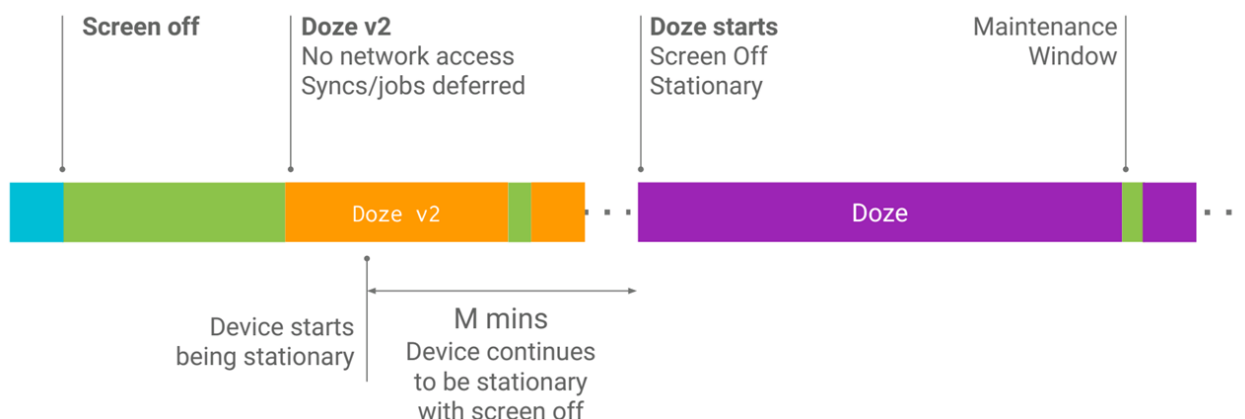 Screen off
Doze v2
No network access
Syncs/jobs deferred
Doze starts
Screen Off
Stationary
Maintenance
Window
Doze v2
Doze
Device starts
being stationary
M mins
Device continues
to be stationary
with screen off